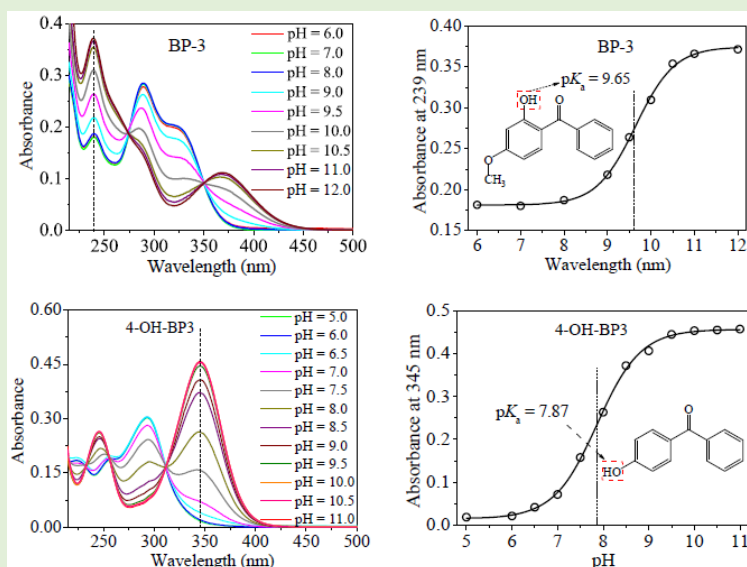 BP-3
pH = 6.0
pH = 7.0
pH = 8.0
pH = 9.0
pH = 9.5
pH = 10.0
pH = 10.5
pH = 11.0
pH = 12.0
0.4
0.3
0.2
0.1
0.0
Absorbance
250 300 350 400 450 500
Wavelength (nm)
BP-3
pKa = 9.65
OH
O
O
CH3
0.40
0.35
0.30
0.25
0.20
0.15
Absorbance at 239 nm
6 7 8 9 10 11 12
Wavelength (nm)
4-OH-BP3
pH = 5.0
pH = 6.0
pH = 6.5
pH = 7.0
pH = 7.5
pH = 8.0
pH = 8.5
pH = 9.0
pH = 9.5
pH = 10.0
pH = 10.5
pH = 11.0
0.60
0.45
0.30
0.15
0.00
Absorbance
250 300 350 400 450 500
Wavelength (nm)
4-OH-BP3
pKa = 7.87
O
HO
0.5
0.4
0.3
0.2
0.1
0.0
Absorbance at 345 nm
5 6 7 8 9 10 11
pH